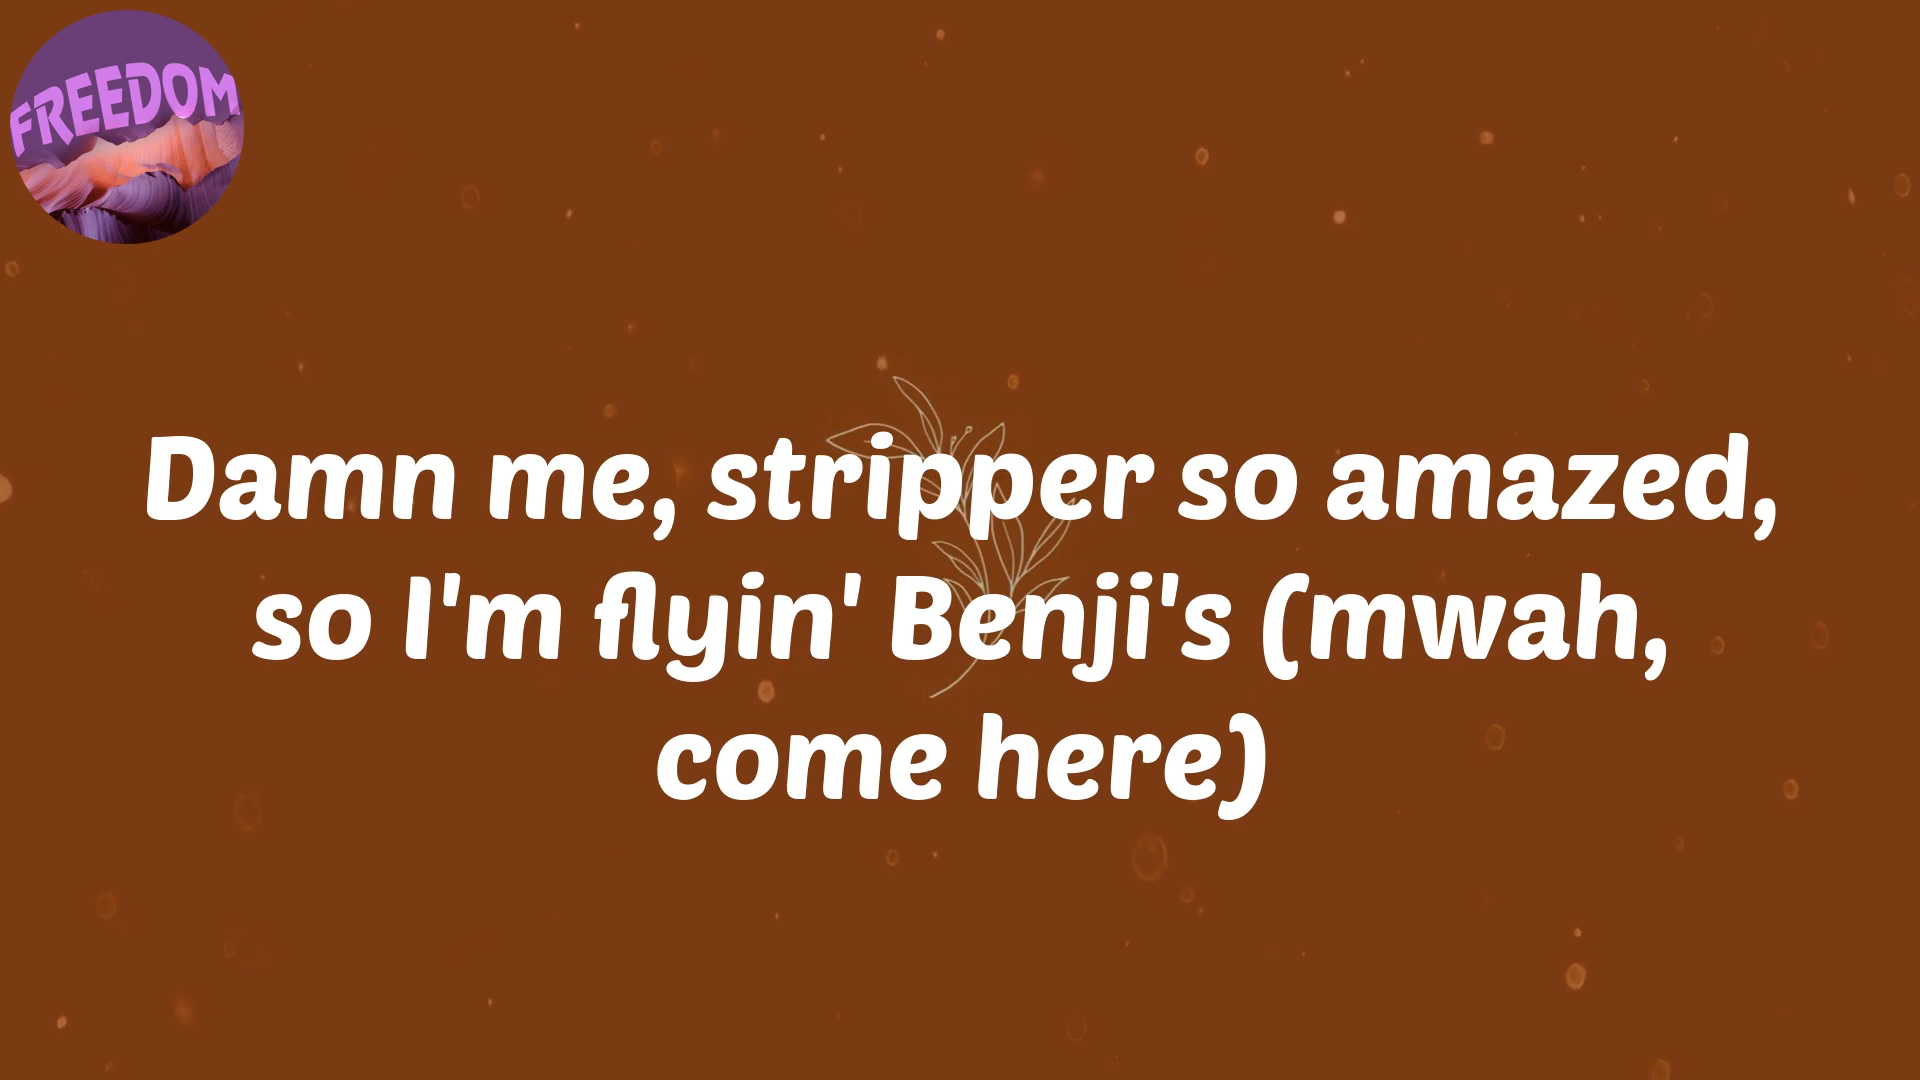 FREEDOM
Damn me, stripper so amazed,
so I'm flyin' Benji's (mwah,
come here)